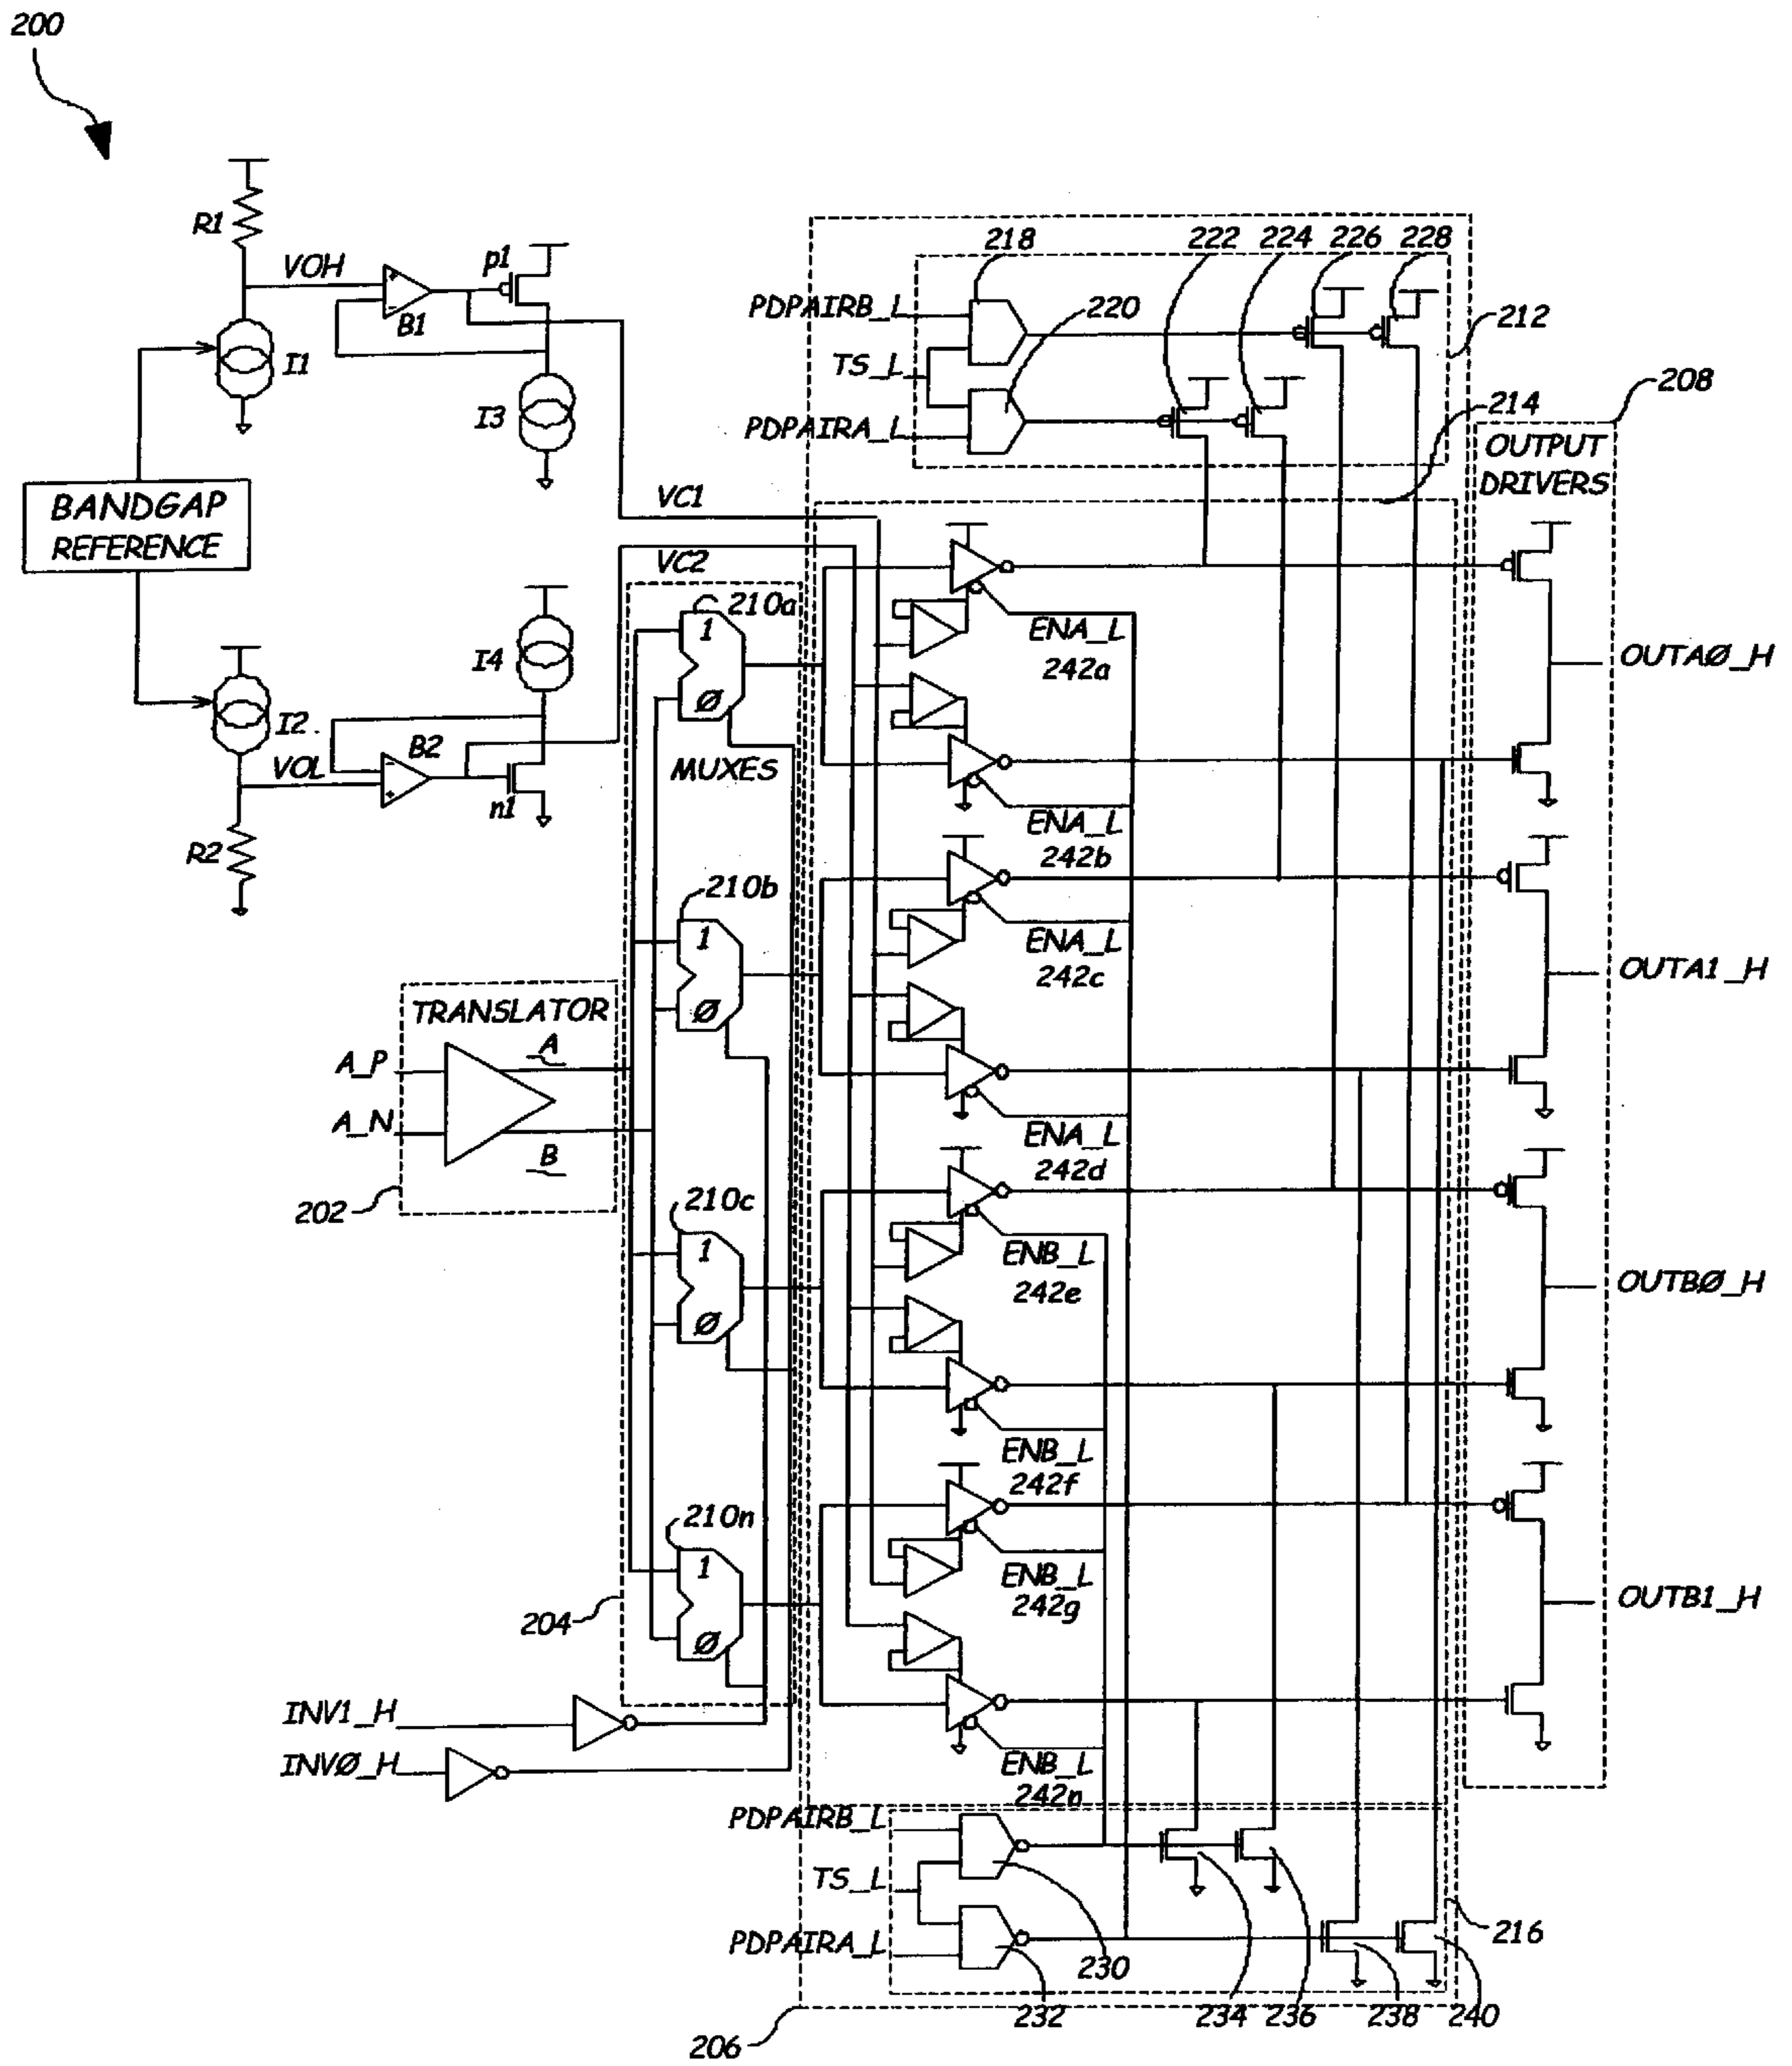 200
R1
VOH
p1
B1
I1
I3
BANDGAP
REFERENCE
VC1
VC2
I4
I2.
B2
VOL
n1
R2
218
222
224
226
228
PDPAIRB_L
220
TS_L
PDPAIRA_L
212
214
208
OUTPUT
DRIVERS
210a
1
Ø
MUXES
ENA_L
242a
OUTAØ_H
ENA_L
242b
210b
1
Ø
ENA_L
242c
OUTA1_H
TRANSLATOR
A_P
A
A_N
B
202
ENA_L
242d
210c
1
Ø
ENB_L
242e
OUTBØ_H
ENB_L
242f
210n
1
Ø
204
ENB_L
242g
OUTB1_H
INV1_H
INVØ_H
ENB_L
242n
PDPAIRB_L
TS_L
PDPAIRA_L
230
216
232
234
236
238
240
206